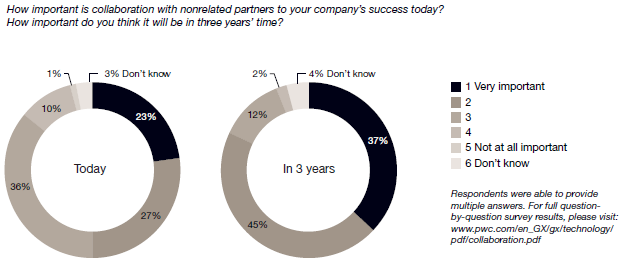 How important is collaboration with nonrelated partners to your company's success today?
How important do you think it will be in three years' time?
1%
3% Don't know
10%
23%
36%
Today
27%
2%
4% Don't know
12%
37%
In 3 years
45%
1 Very important
2
3
4
5 Not at all important
6 Don't know
Respondents were able to provide
multiple answers. For full question-
by-question survey results, please visit:
www.pwc.com/en_GX/gx/technology/
pdf/collaboration.pdf